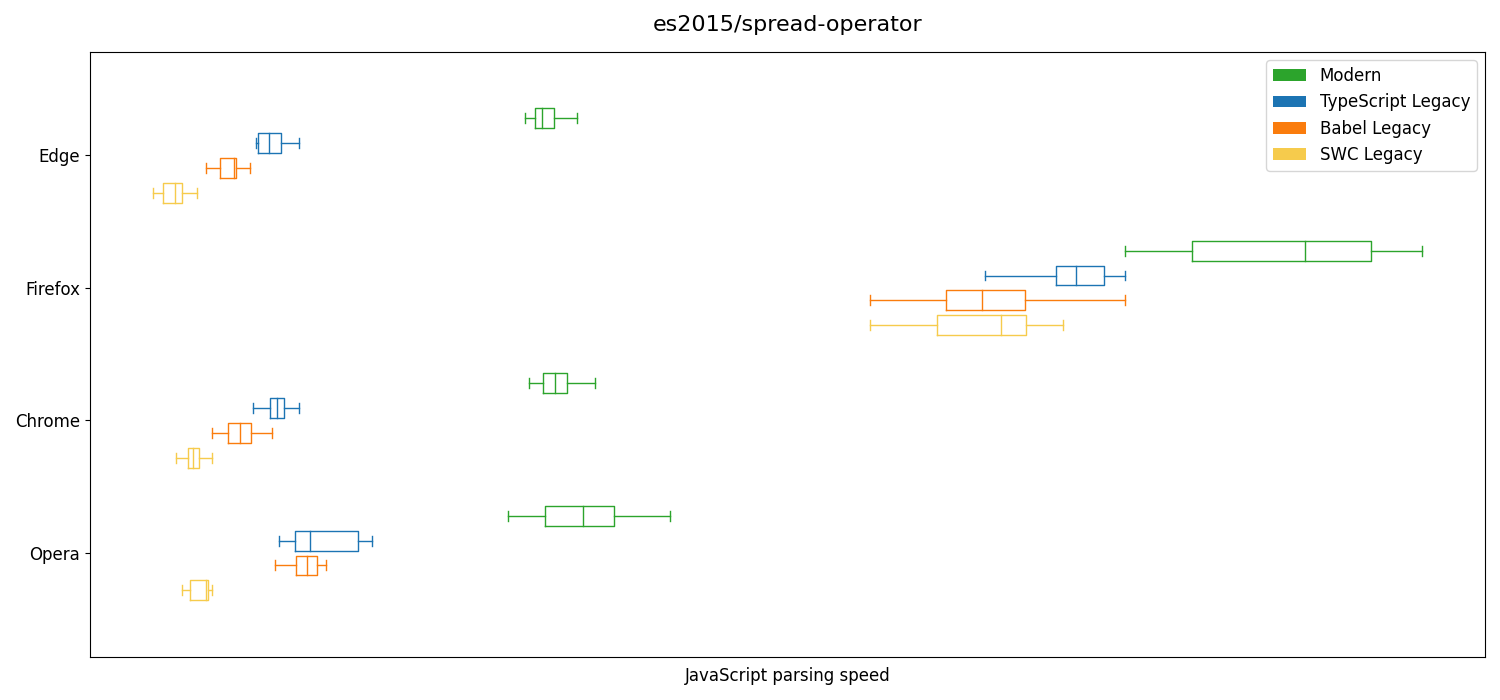 es2015/spread-operator
Modern
TypeScript Legacy
Babel Legacy
SWC Legacy
Edge
Firefox
Chrome
Opera
JavaScript parsing speed